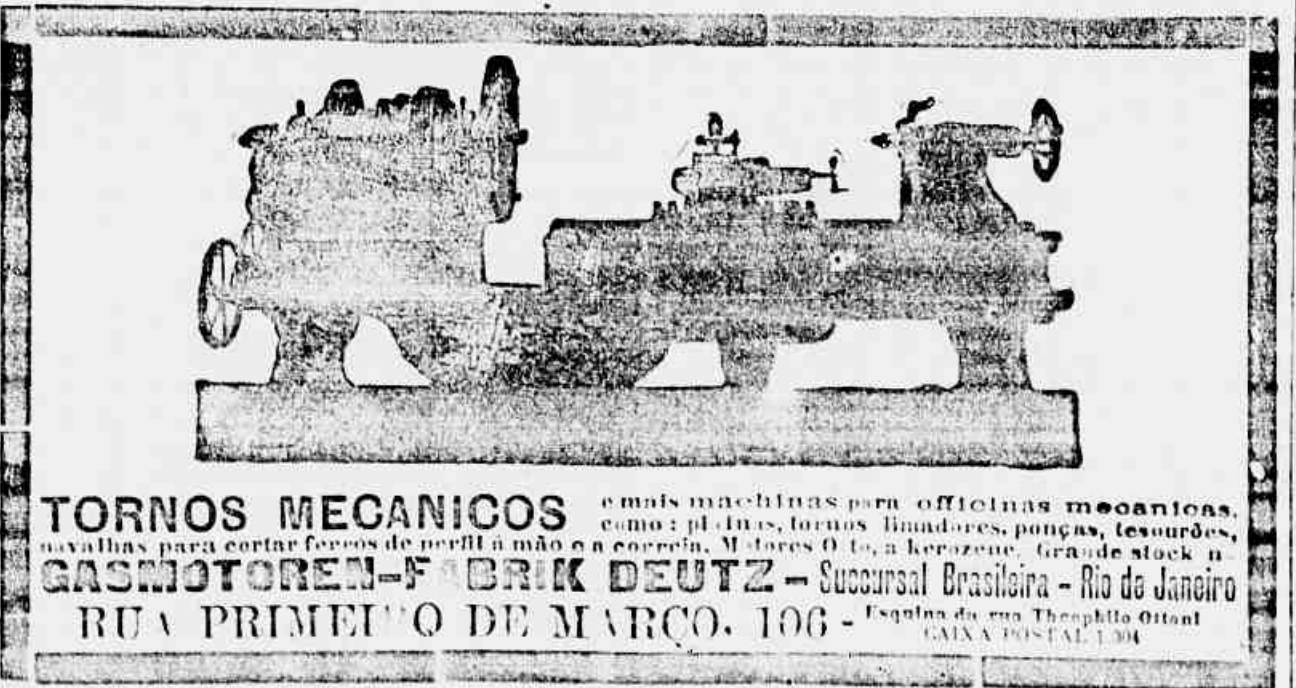 TORNOS MECANICOS e mais machinas para officinas mecanicas,
como: plainas, tornos limadores, ponças, tesourões,
navalhas para cortar ferros de perfil á mão e a correia. Motores Otto, a kerozene. Grande stock n
GASMOTOREN-FABRIK DEUTZ - Succursal Brasileira - Rio de Janeiro
RUA PRIMEIRO DE MARÇO, 106 - Esquina da rua Theophilo Ottoni
CAIXA POSTAL